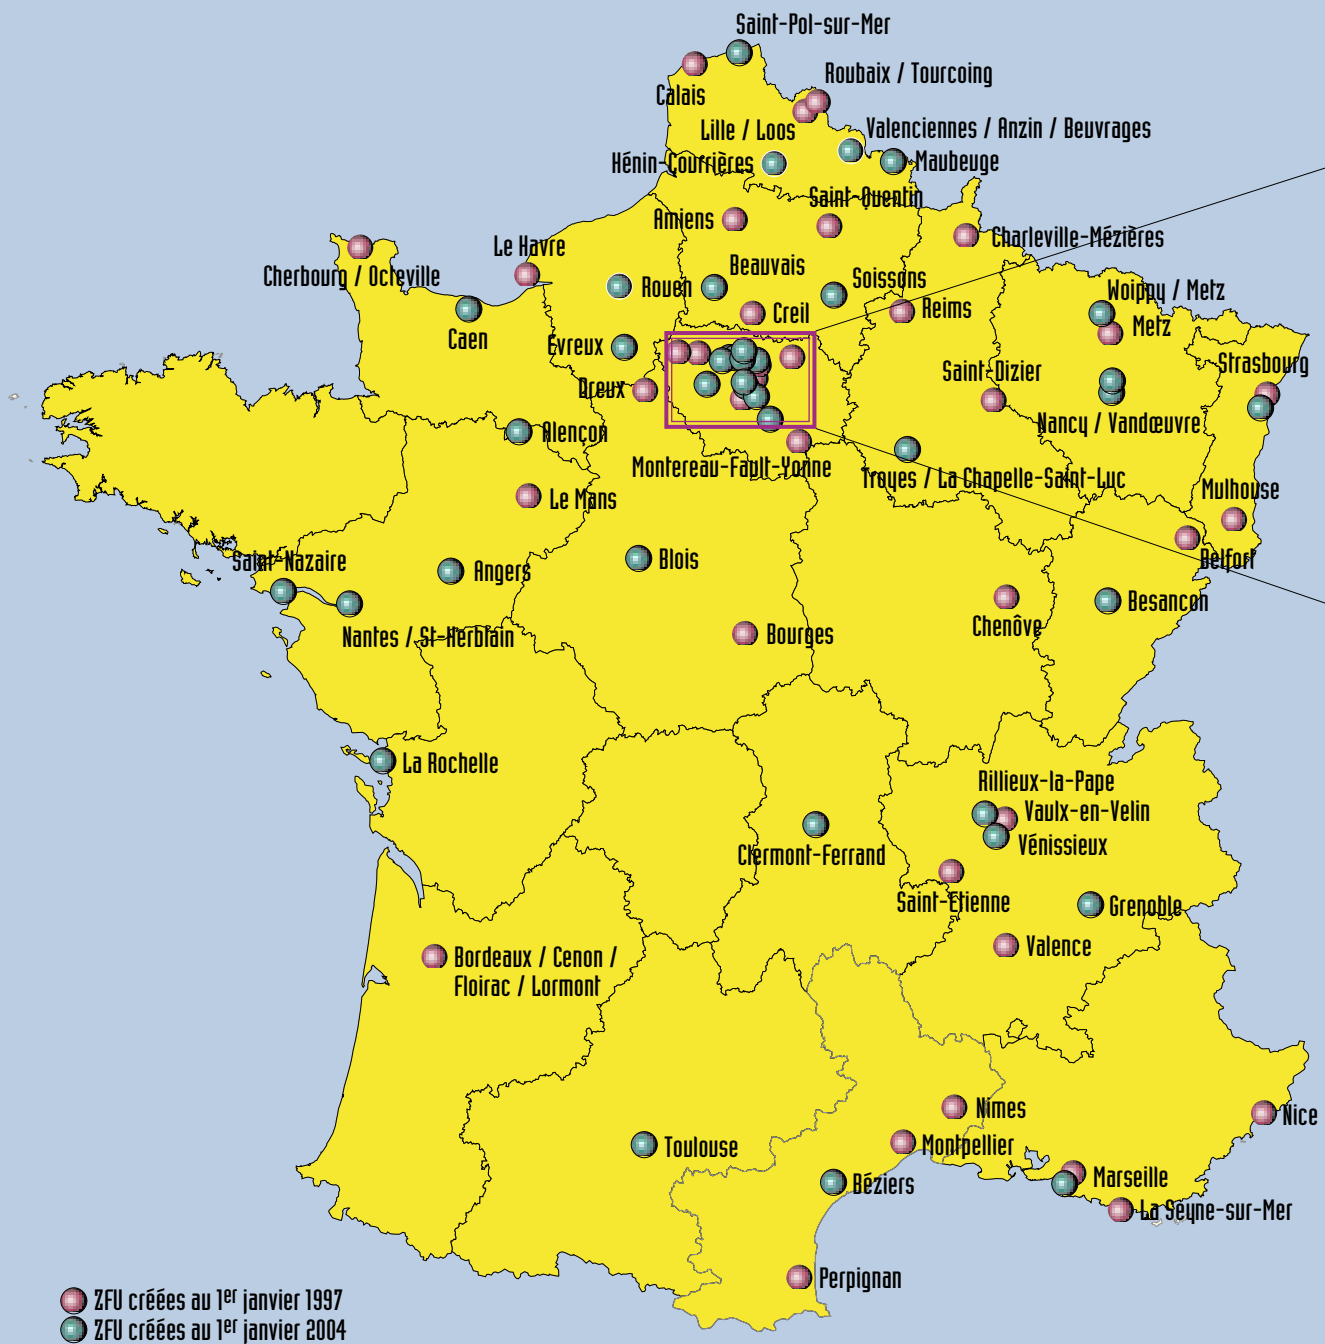 Saint-Pol-sur-Mer
Roubaix / Tourcoing
Calais
Lille / Loos
Valenciennes / Anzin / Beuvrages
Hénin-Courrières
Maubeuge
Saint-Quentin
Amiens
Charleville-Mézières
Le Havre
Cherbourg / Octeville
Beauvais
Soissons
Rouen
Woippy / Metz
Creil
Reims
Metz
Caen
Evreux
Saint-Dizier
Strasbourg
Dreux
Nancy / Vandœuvre
Alençon
Montereau-Fault-Yonne
Troyes / La Chapelle-Saint-Luc
Le Mans
Mulhouse
Saint-Nazaire
Angers
Blois
Belfort
Besançon
Chenôve
Nantes / St-Herblain
Bourges
La Rochelle
Rillieux-la-Pape
Vaulx-en-Velin
Vénissieux
Clermont-Ferrand
Saint-Etienne
Grenoble
Valence
Bordeaux / Cenon /
Floirac / Lormont
Nimes
Nice
Toulouse
Montpellier
Marseille
Béziers
La Seyne-sur-Mer
Perpignan
ZFU créées au 1er janvier 1997
ZFU créées au 1er janvier 2004